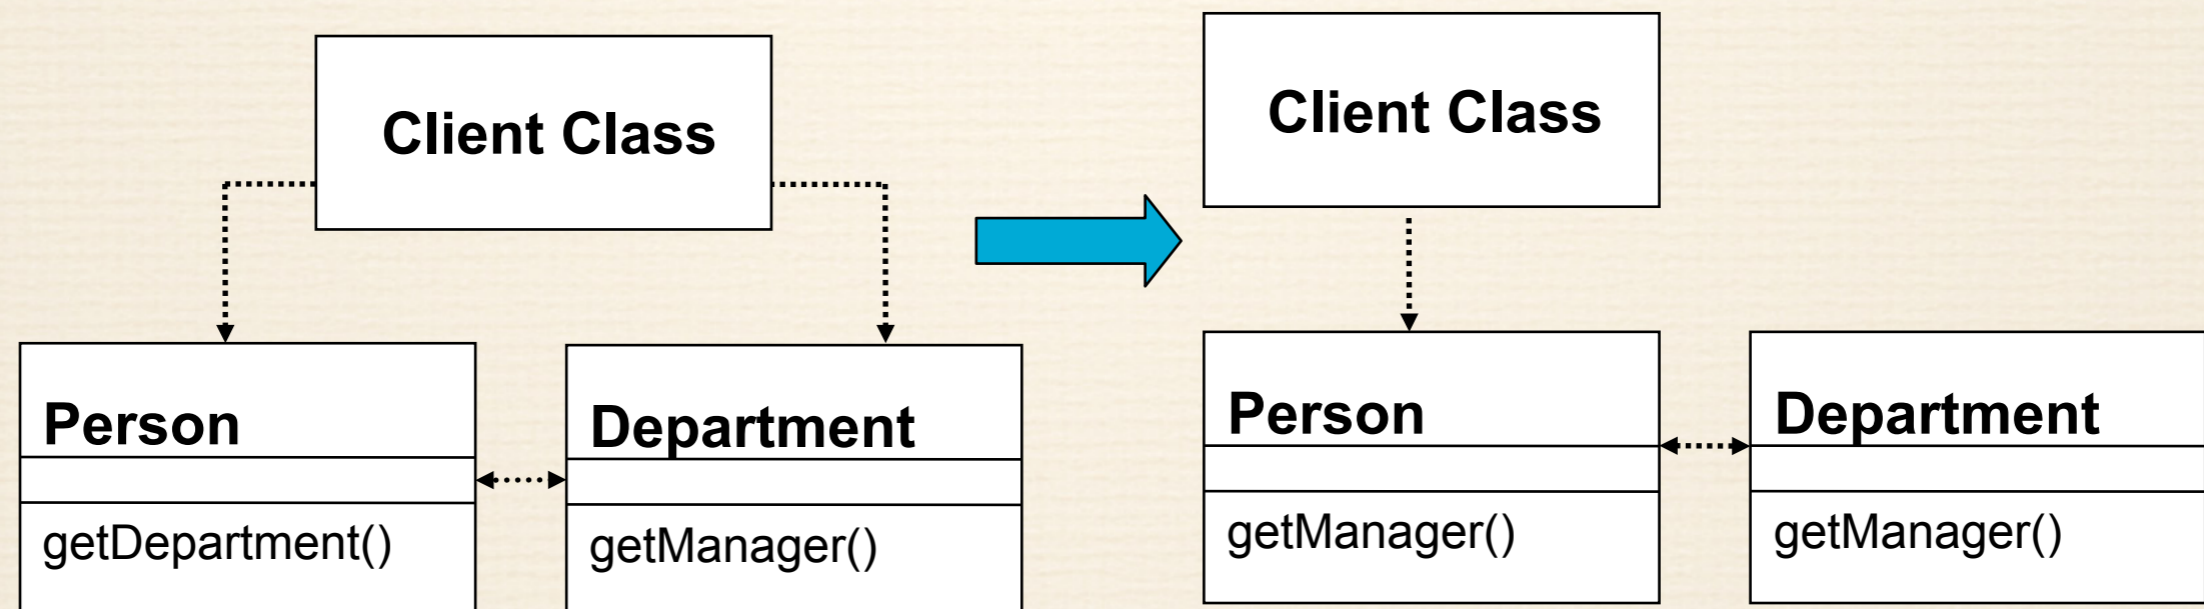 Client Class
Person
getDepartment()
Department
getManager()
Client Class
Person
getManager()
Department
getManager()